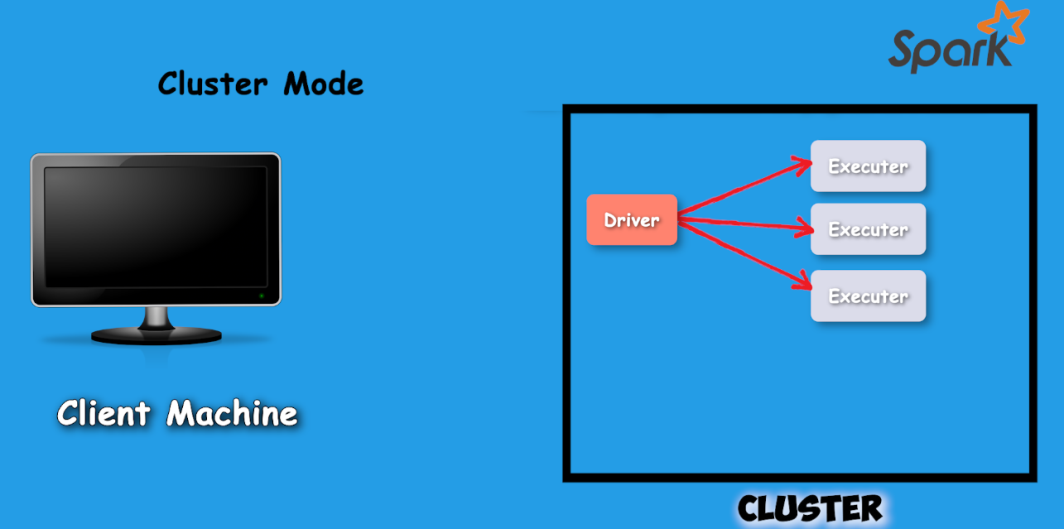 Spark
Cluster Mode
Executer
Driver
Executer
Executer
Client Machine
CLUSTER